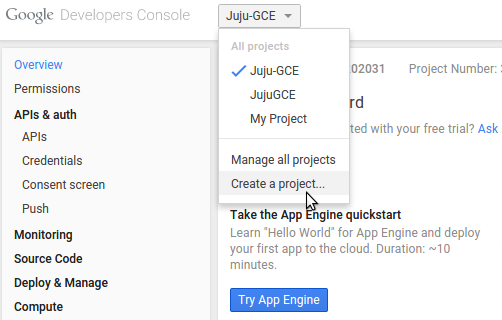 Google Developers Console
Juju-GCE
All projects
Juju-GCE
JujuGCE
My Project
Manage all projects
Create a project...
Overview
Permissions
APIs & auth
APIs
Credentials
Consent screen
Push
Monitoring
Source Code
Deploy & Manage
Compute
02031 Project Number:
rd
ted with your free trial? Ask
Take the App Engine quickstart
Learn "Hello World" for App Engine and deploy
your first app to the cloud. Duration: ~10
minutes.
Try App Engine